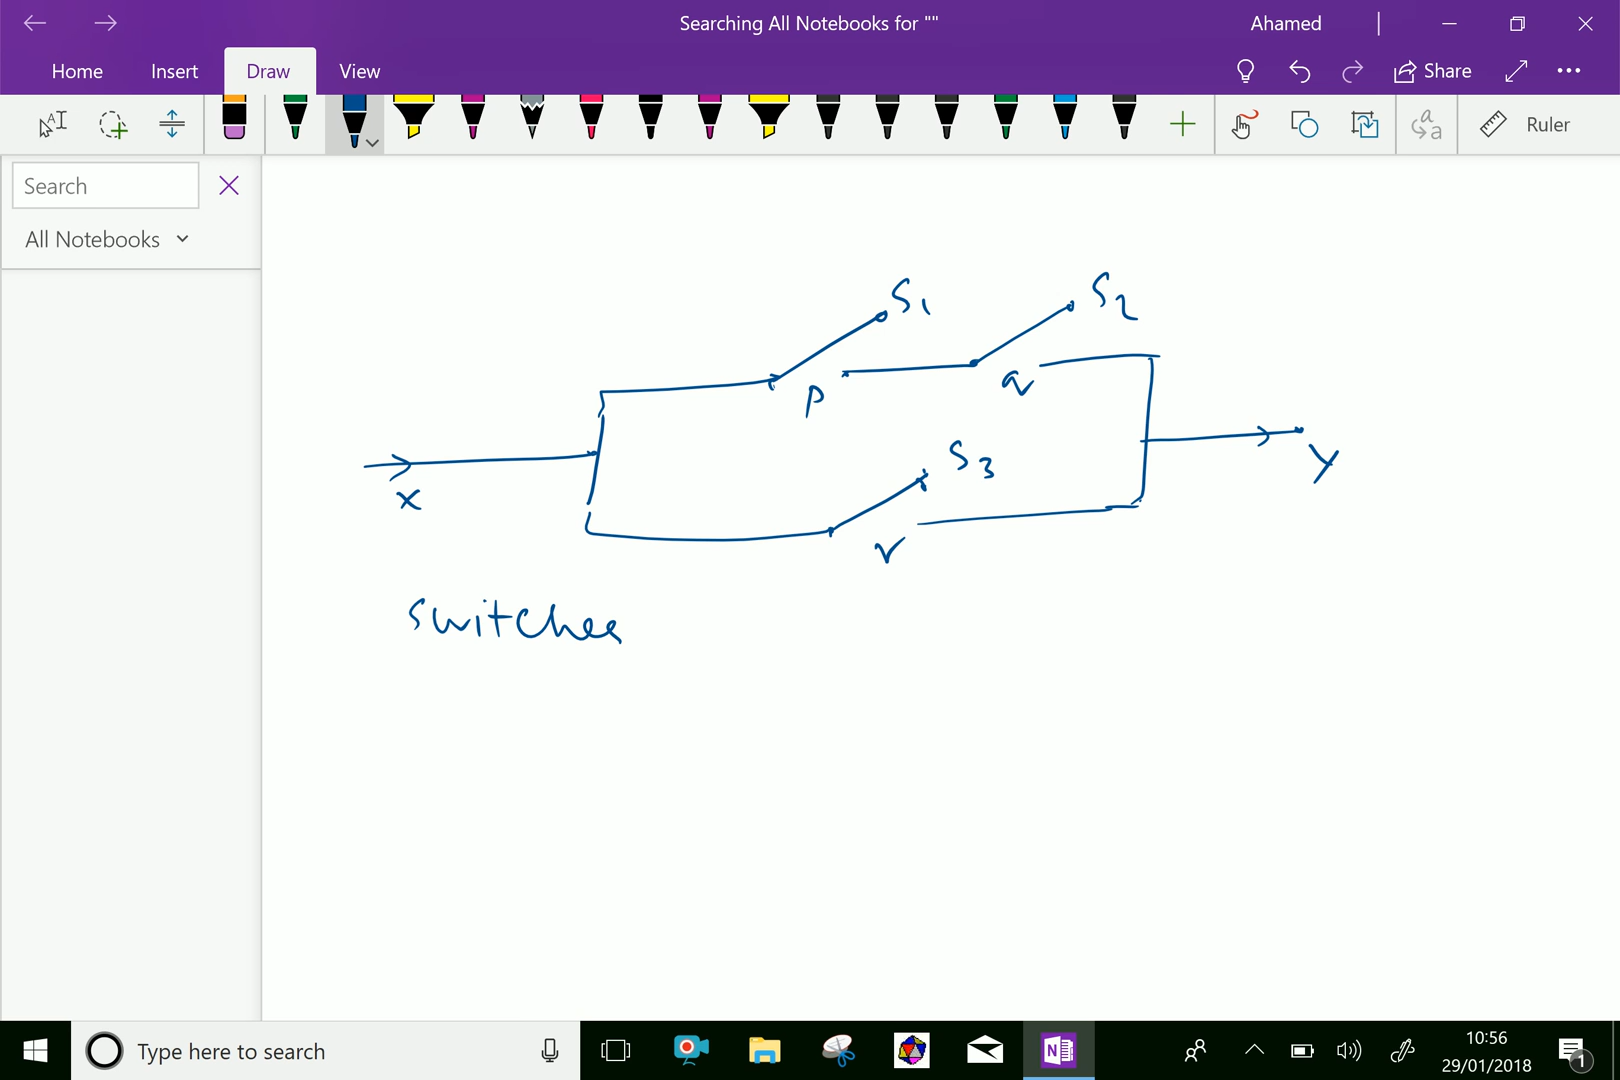 Searching All Notebooks for ""
Ahamed
Home Insert Draw View
Share
Ruler
Search
All Notebooks
S1
S2
p
q
S3
x
y
r
switches
Type here to search
10:56
29/01/2018
1